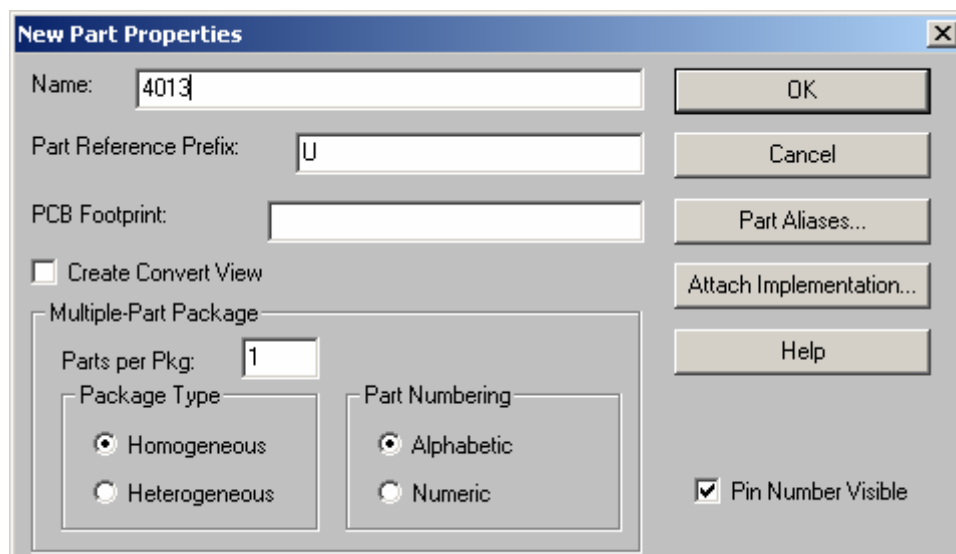 New Part Properties
Name: 4013
OK
Part Reference Prefix: U
Cancel
PCB Footprint:
Part Aliases...
Create Convert View
Attach Implementation...
Multiple-Part Package
Parts per Pkg: 1
Help
Package Type
Part Numbering
Homogeneous
Alphabetic
Heterogeneous
Numeric
Pin Number Visible